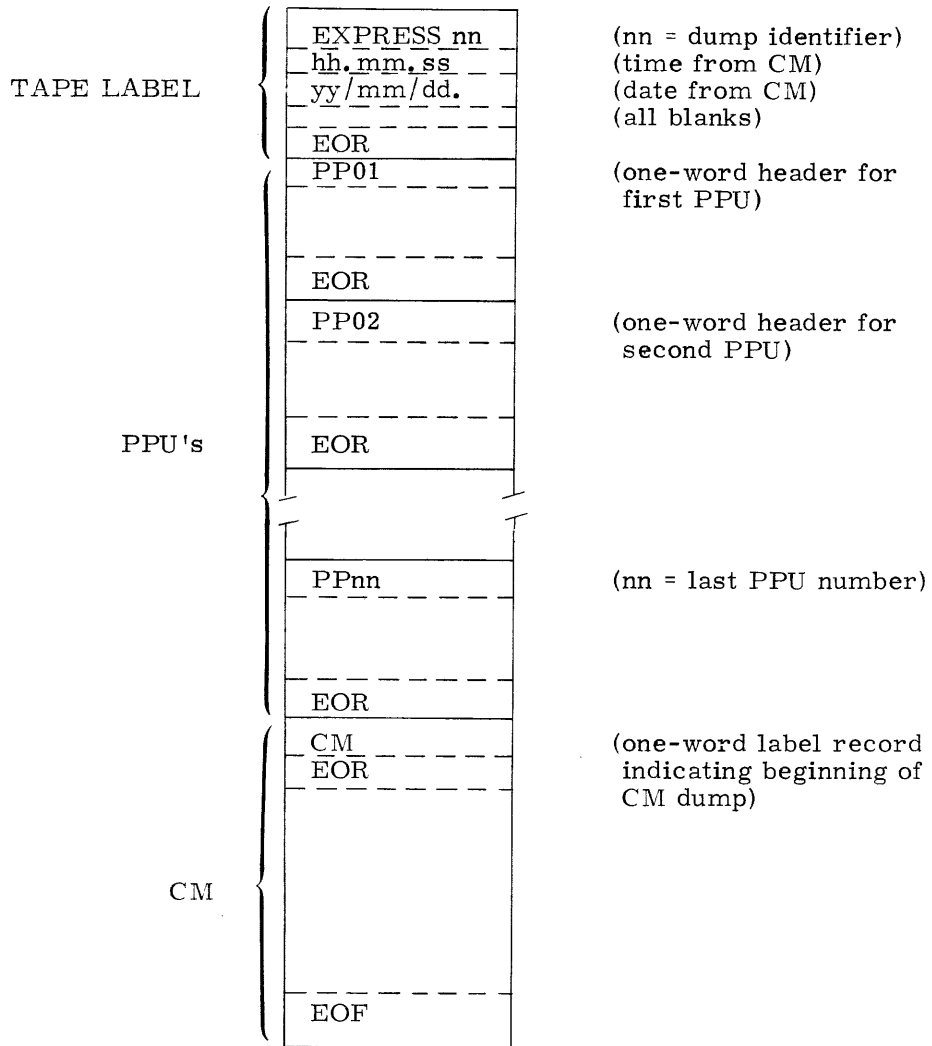 EXPRESS nn (nn = dump identifier)
hh.mm.ss (time from CM)
TAPE LABEL yy/mm/dd. (date from CM)
(all blanks)
EOR
PP01 (one-word header for
first PPU)
EOR
PP02 (one-word header for
second PPU)
PPU's EOR
PPnn (nn = last PPU number)
EOR
CM (one-word label record
EOR indicating beginning of
CM dump)
CM
EOF